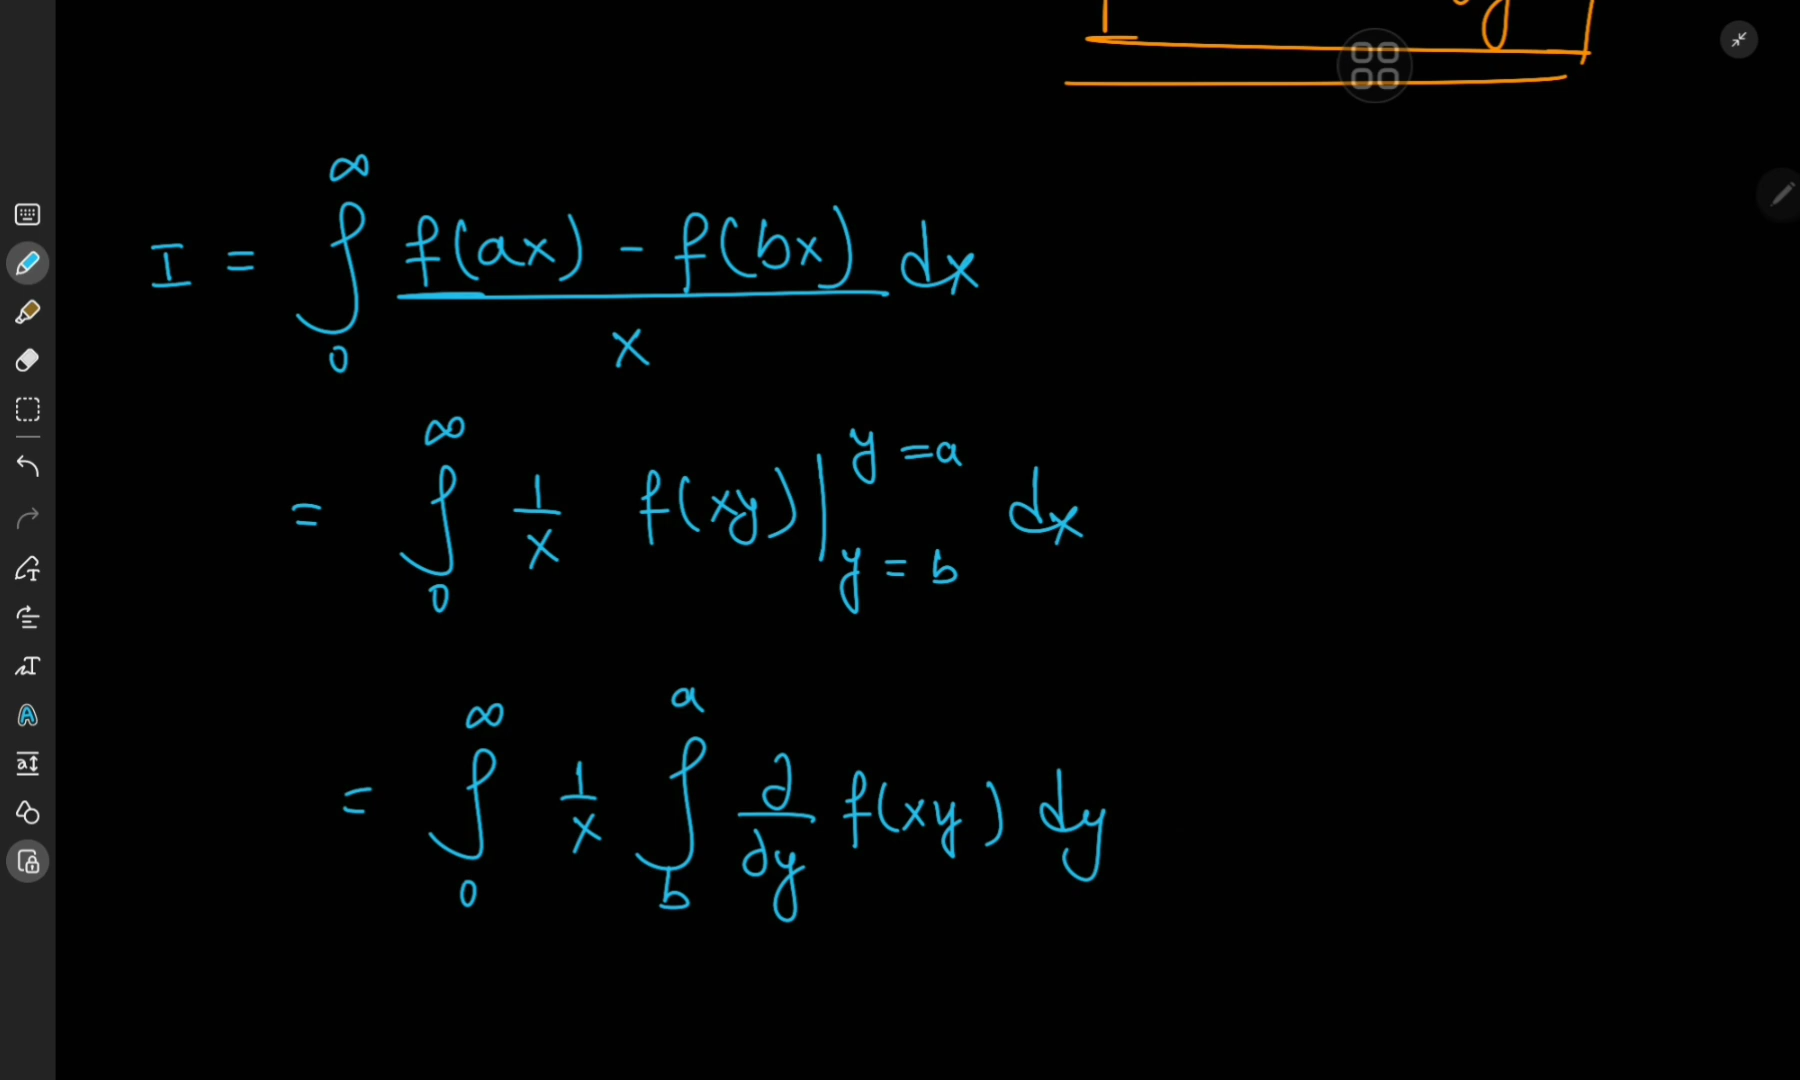 I = ∫₀^∞ (f(ax) - f(bx))/x dx
= ∫₀^∞ 1/x f(xy)|_{y=b}^{y=a} dx
= ∫₀^∞ 1/x ∫_b^a ∂/∂y f(xy) dy